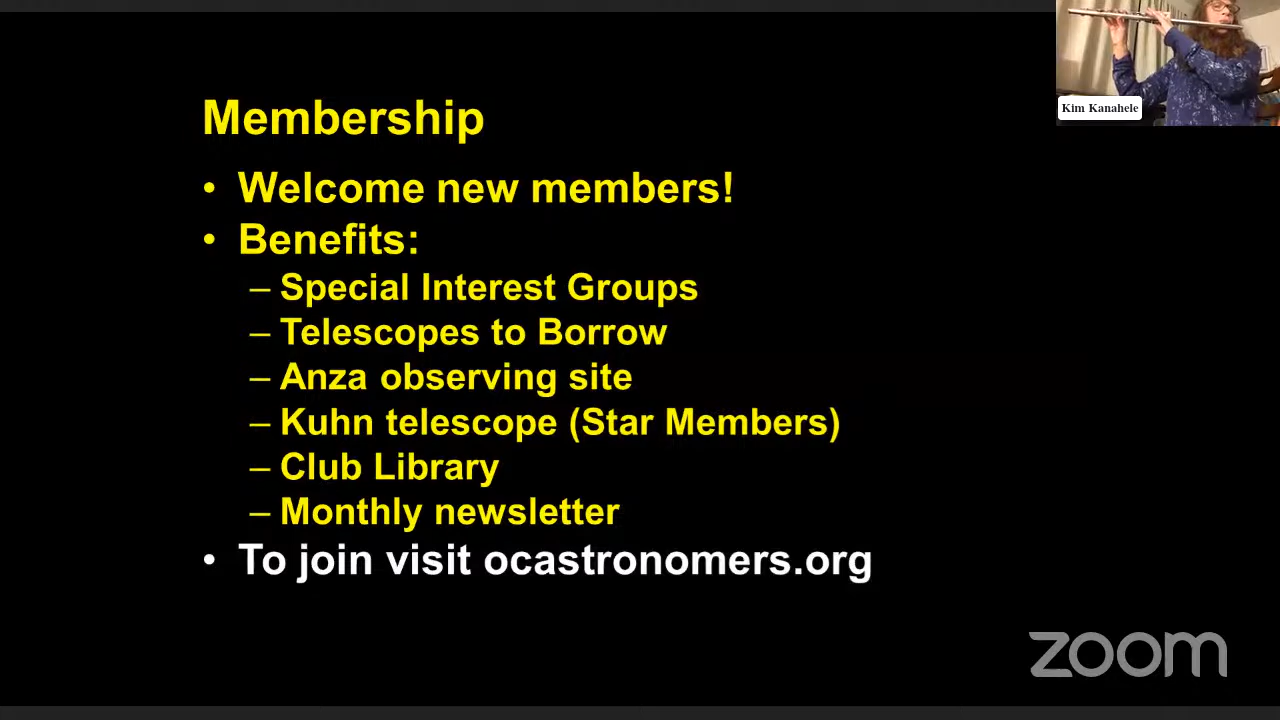 Kim Kanahele
Membership
• Welcome new members!
• Benefits:
– Special Interest Groups
– Telescopes to Borrow
– Anza observing site
– Kuhn telescope (Star Members)
– Club Library
– Monthly newsletter
• To join visit ocastronomers.org
zoom